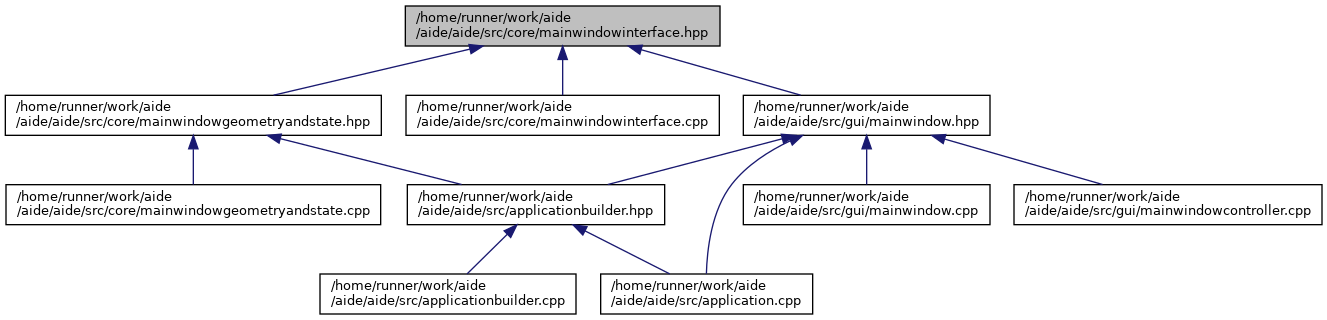 /home/runner/work/aide
/aide/aide/src/core/mainwindowinterface.hpp
/home/runner/work/aide
/aide/aide/src/core/mainwindowgeometryandstate.hpp
/home/runner/work/aide
/aide/aide/src/core/mainwindowinterface.cpp
/home/runner/work/aide
/aide/aide/src/gui/mainwindow.hpp
/home/runner/work/aide
/aide/aide/src/core/mainwindowgeometryandstate.cpp
/home/runner/work/aide
/aide/aide/src/applicationbuilder.hpp
/home/runner/work/aide
/aide/aide/src/gui/mainwindow.cpp
/home/runner/work/aide
/aide/aide/src/gui/mainwindowcontroller.cpp
/home/runner/work/aide
/aide/aide/src/applicationbuilder.cpp
/home/runner/work/aide
/aide/aide/src/application.cpp